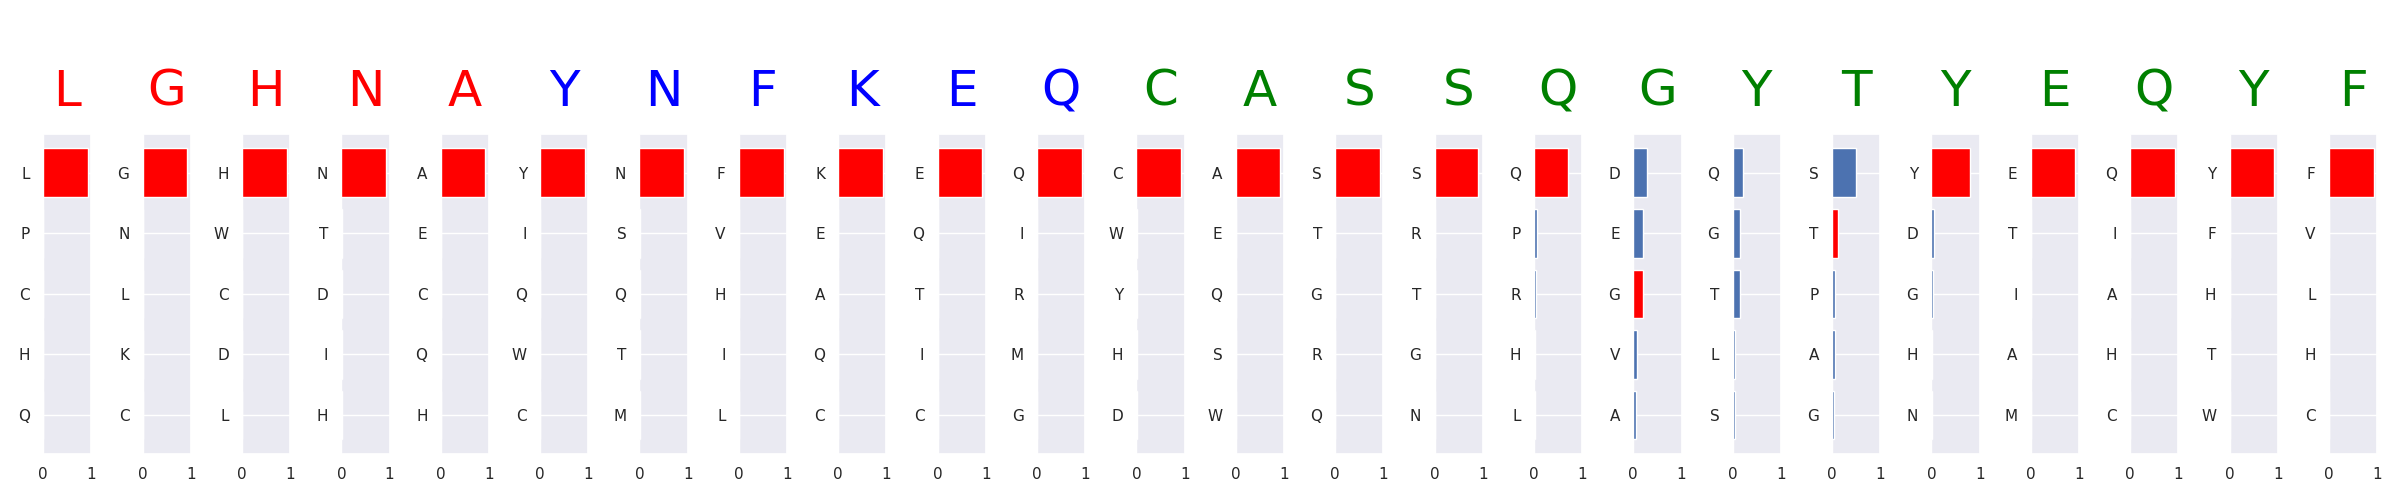 L G H N A Y N F K E Q C A S S Q G Y T Y E Q Y F
L G H N A Y N F K E Q C A S S Q D Q S Y E Q Y F
P N W T E I S V E Q I W E T R P E G T D T I F V
C L C D C Q Q H A T R Y Q G T R G T P G I A H L
H K D I Q W T I Q I M H S R G H V L A H A H T H
Q C L H H C M L C C G D W Q N L A S G N M C W C
0 1 0 1 0 1 0 1 0 1 0 1 0 1 0 1 0 1 0 1 0 1 0 1 0 1 0 1 0 1 0 1 0 1 0 1 0 1 0 1 0 1 0 1 0 1 0 1